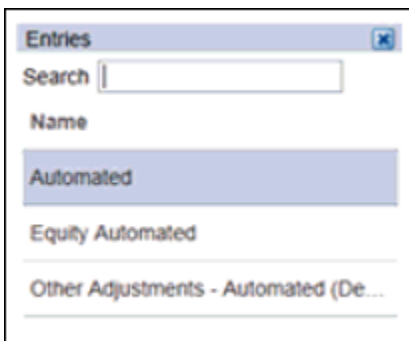 Entries
Search
Name
Automated
Equity Automated
Other Adjustments - Automated (De...